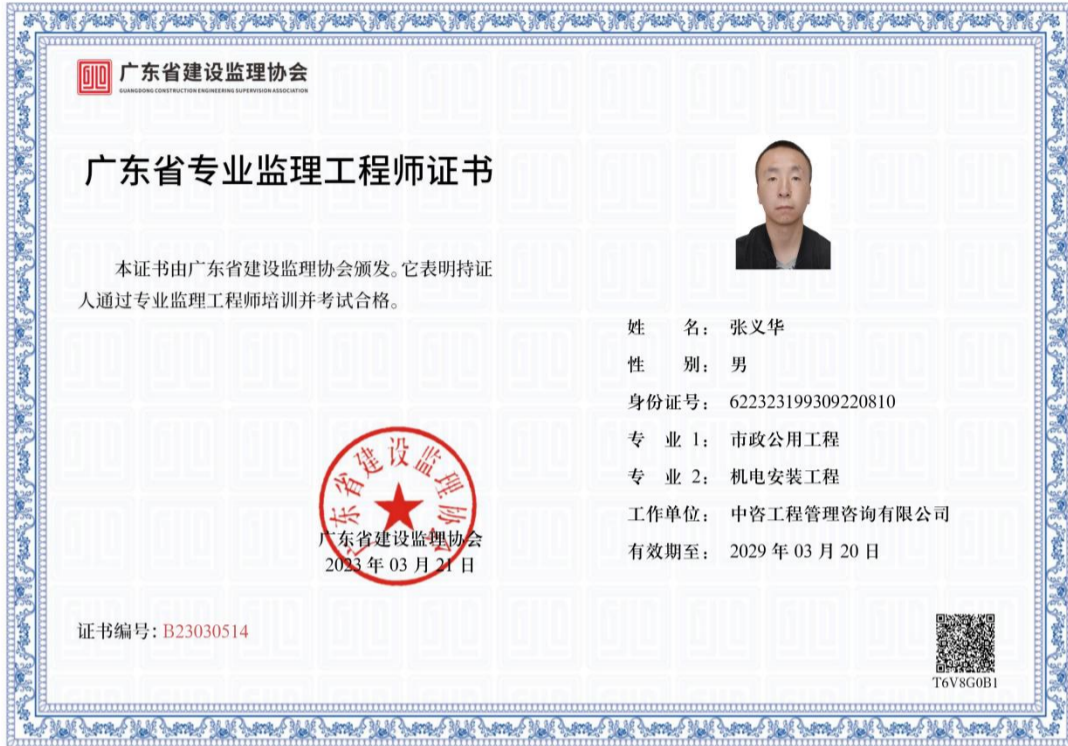 广东省建设监理协会
GUANGDONG CONSTRUCTION ENGINEERING SUPERVISION ASSOCIATION
广东省专业监理工程师证书
本证书由广东省建设监理协会颁发。它表明持证
人通过专业监理工程师培训并考试合格。
姓 名： 张义华
性 别： 男
身份证号： 622323199309220810
专 业 1： 市政公用工程
专 业 2： 机电安装工程
工作单位： 中咨工程管理咨询有限公司
有效期至： 2029 年 03 月 20 日
广东省建设监理协会
广东省建设监理协会
2023 年 03 月 21 日
证书编号：B23030514
T6V8G0B1